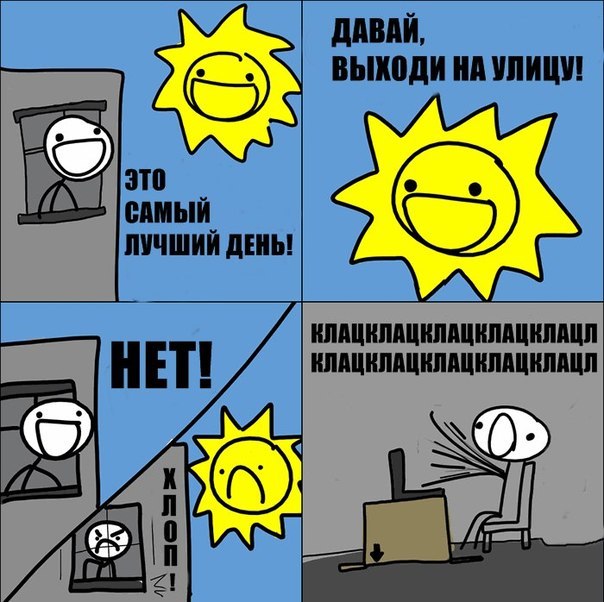 ЭТО
САМЫЙ
ЛУЧШИЙ ДЕНЬ!
ДАВАЙ,
ВЫХОДИ НА УЛИЦУ!
НЕТ!
ХЛОП!
КЛАЦКЛАЦКЛАЦКЛАЦКЛАЦЛ
КЛАЦКЛАЦКЛАЦКЛАЦКЛАЦЛ